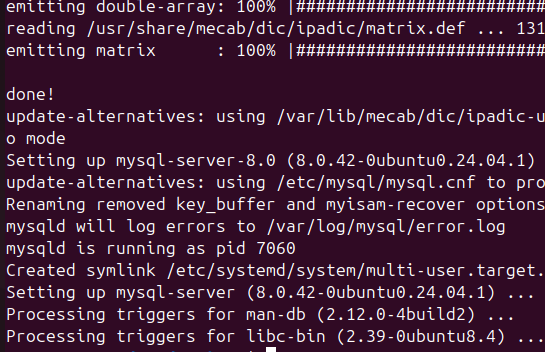 emitting double-array: 100% |###########################
reading /usr/share/mecab/dic/ipadic/matrix.def ... 131
emitting matrix      : 100% |###########################
done!
update-alternatives: using /var/lib/mecab/dic/ipadic-u
o mode
Setting up mysql-server-8.0 (8.0.42-0ubuntu0.24.04.1)
update-alternatives: using /etc/mysql/mysql.cnf to pro
Renaming removed key_buffer and myisam-recover options
mysqld will log errors to /var/log/mysql/error.log
mysqld is running as pid 7060
Created symlink /etc/systemd/system/multi-user.target.
Setting up mysql-server (8.0.42-0ubuntu0.24.04.1) ...
Processing triggers for man-db (2.12.0-4build2) ...
Processing triggers for libc-bin (2.39-0ubuntu8.4) ...